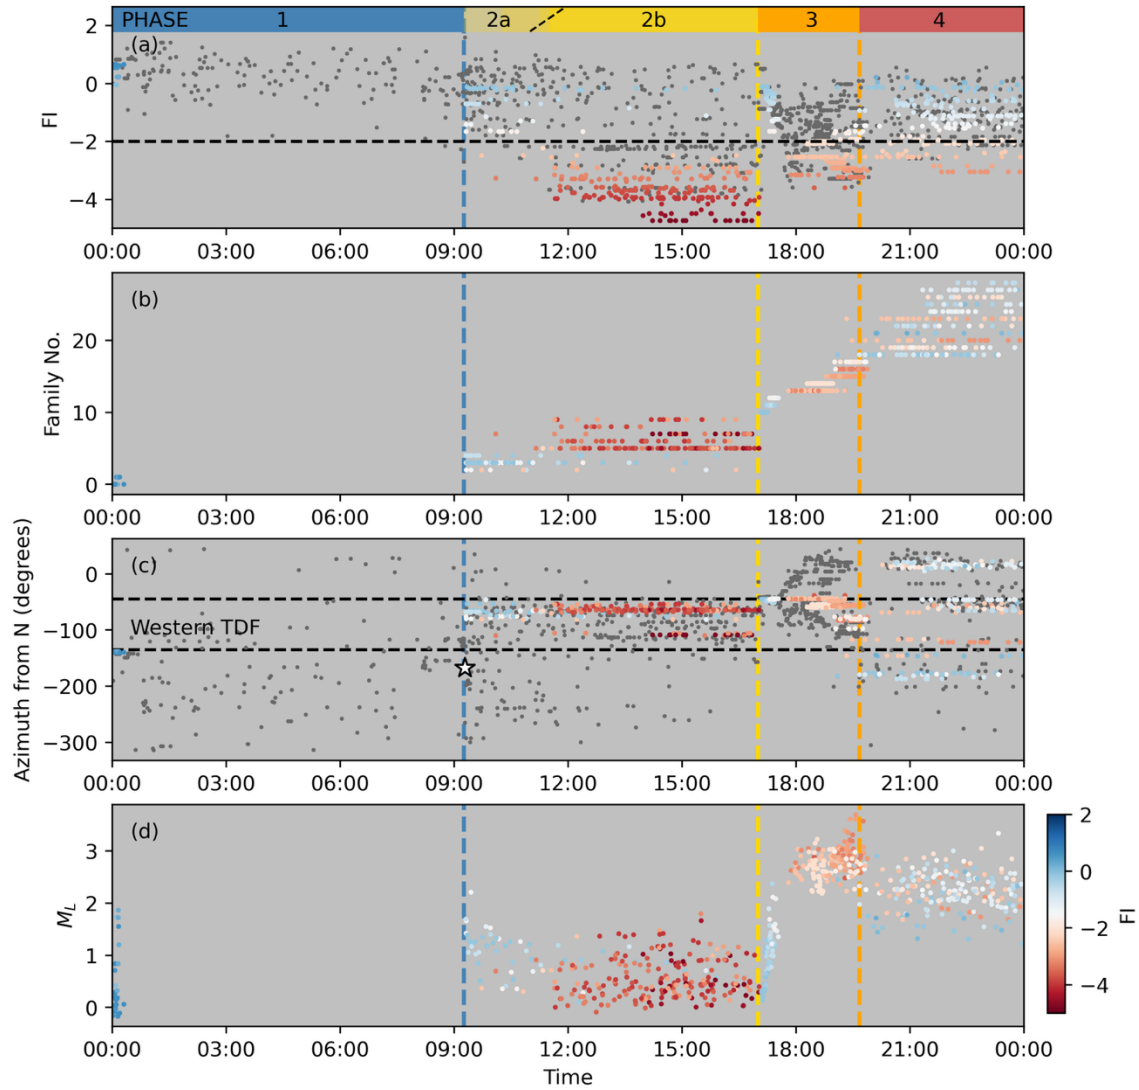 PHASE 1 2a 2b 3 4
(a)
2
0
−2
−4
FI
00:00 03:00 06:00 09:00 12:00 15:00 18:00 21:00 00:00
(b)
20
10
0
Family No.
00:00 03:00 06:00 09:00 12:00 15:00 18:00 21:00 00:00
(c)
0
−100
Western TDF
−200
−300
Azimuth from N (degrees)
00:00 03:00 06:00 09:00 12:00 15:00 18:00 21:00 00:00
(d)
3
2
1
0
M_L
00:00 03:00 06:00 09:00 12:00 15:00 18:00 21:00 00:00
Time
2
0
−2
−4
FI